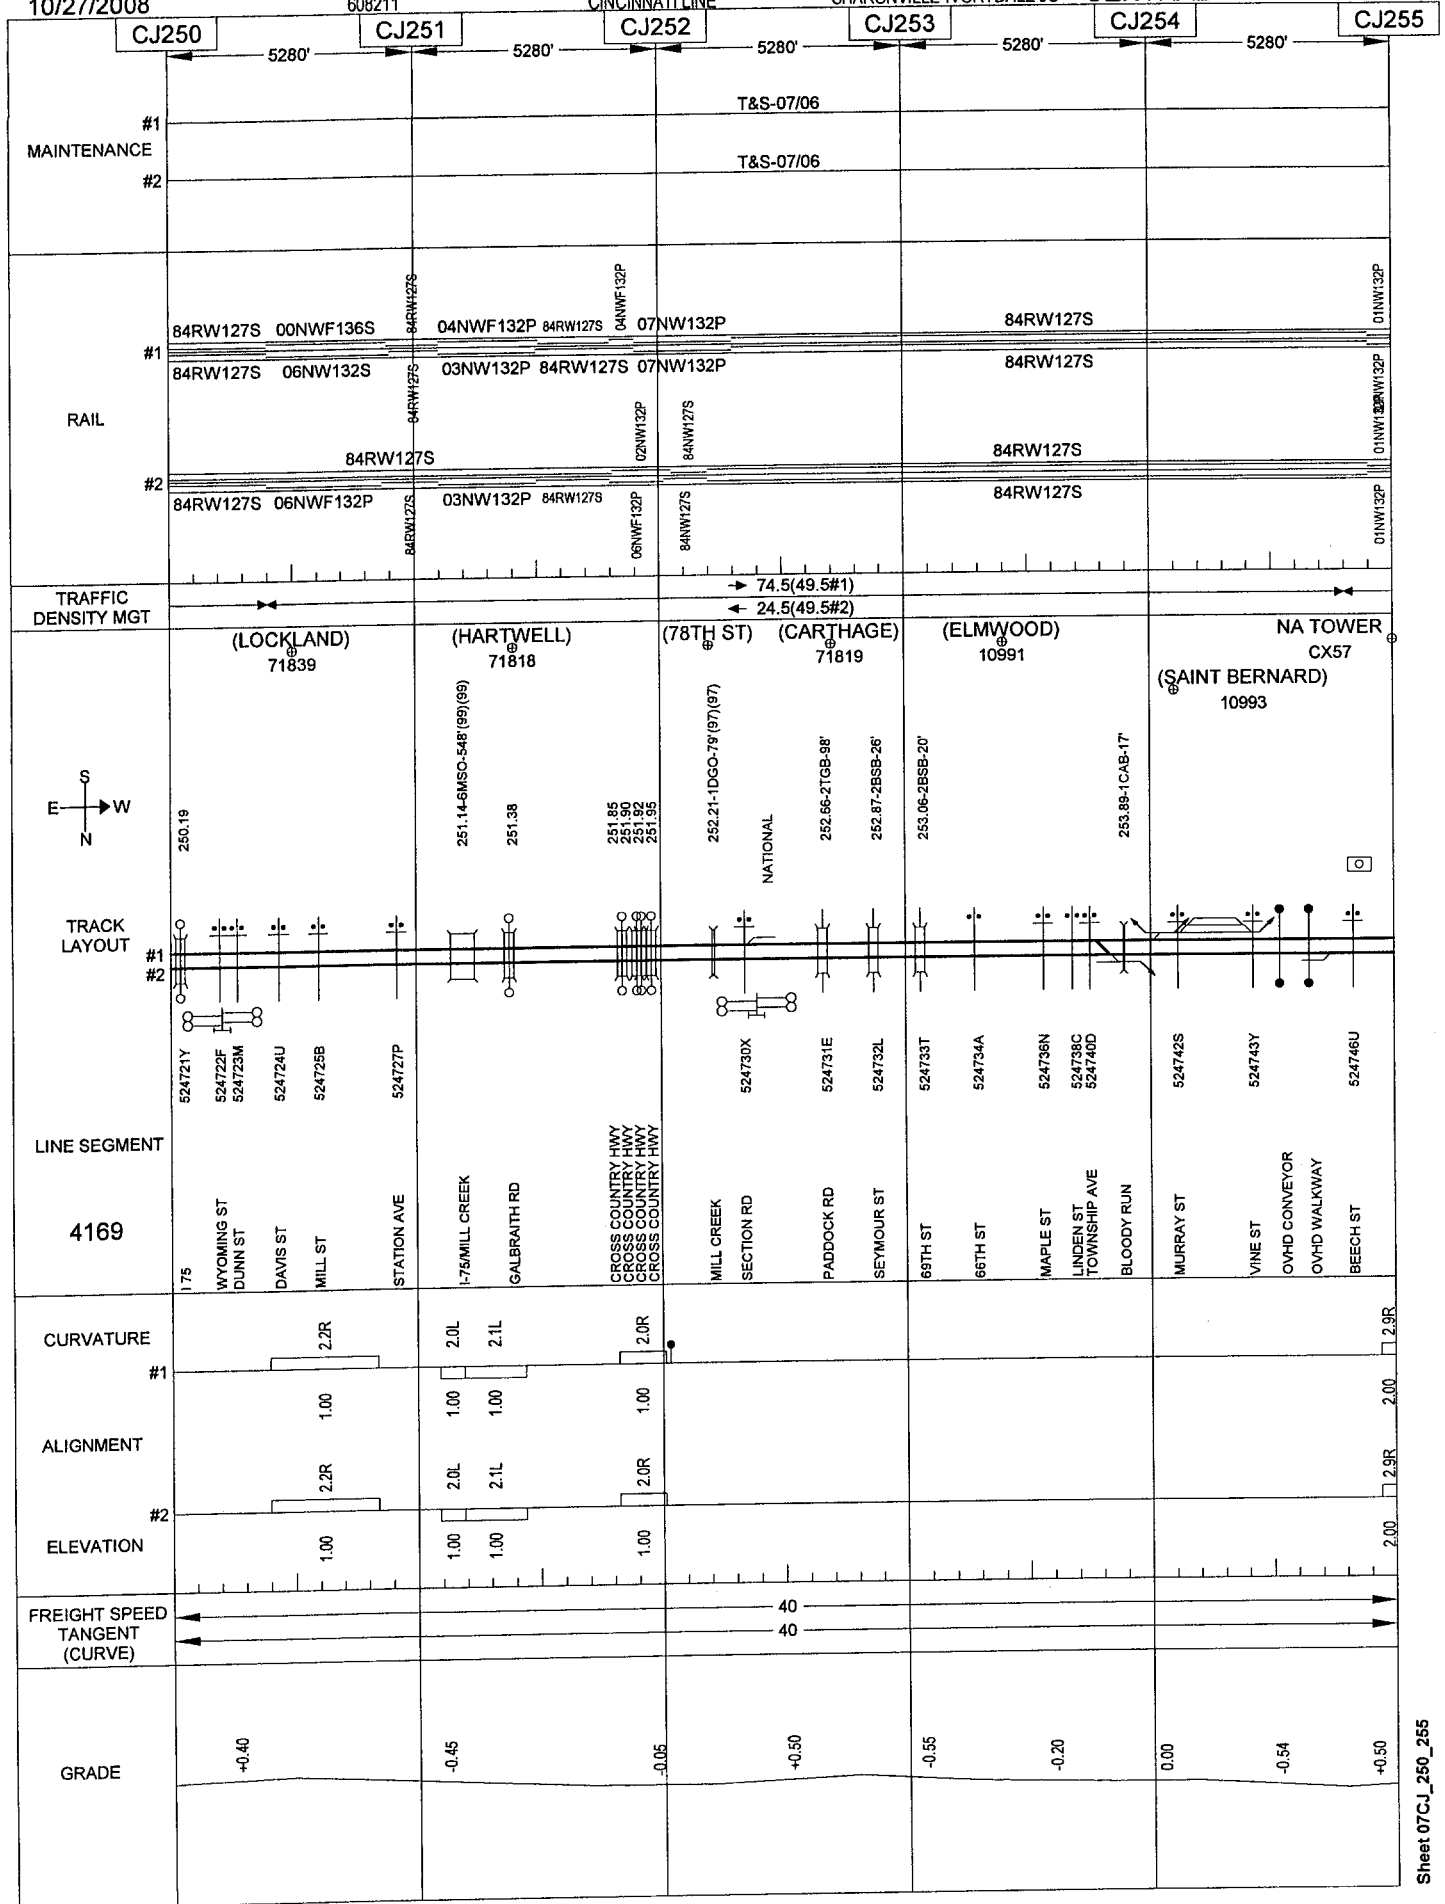 10/27/2008
608211
CINCINNATI LINE
CJ250 CJ251 CJ252 CJ253 CJ254 CJ255
5280' 5280' 5280' 5280' 5280'
MAINTENANCE
#1
T&S-07/06
#2
T&S-07/06
RAIL
84RW127S 00NWF136S 84RW127S 04NWF132P 84RW127S 04NWF132P 07NW132P 84RW127S 01NW132P
#1
84RW127S 06NW132S 84RW127S 03NW132P 84RW127S 07NW132P 84RW127S
84RW127S 02NW132P 84NW127S 84RW127S
#2
84RW127S 06NWF132P 84RW127S 03NW132P 84RW127S 06NWF132P 84NW127S 84RW127S 01NW132P
TRAFFIC
DENSITY MGT
74.5(49.5#1)
24.5(49.5#2)
(LOCKLAND) (HARTWELL) (78TH ST) (CARTHAGE) (ELMWOOD) NA TOWER
71839 71818 71819 10991 CX57
(SAINT BERNARD)
10993
S
E W
N
250.19
251.14-6MSO-548'(99)(99)
251.38
251.85
251.90
251.92
251.95
252.21-1DGO-79'(97)(97)
NATIONAL
252.66-2TGB-98'
252.87-2BSB-26'
253.06-2BSB-20'
253.89-1CAB-17'
TRACK
LAYOUT
#1
#2
524721Y
524722F
524723M
524724U
524725B
524727P
524730X
524731E
524732L
524733T
524734A
524736N
524738C
524740D
524742S
524743Y
524746U
LINE SEGMENT
4169
I 75
WYOMING ST
DUNN ST
DAVIS ST
MILL ST
STATION AVE
I-75/MILL CREEK
GALBRAITH RD
CROSS COUNTRY HWY
CROSS COUNTRY HWY
CROSS COUNTRY HWY
CROSS COUNTRY HWY
MILL CREEK
SECTION RD
PADDOCK RD
SEYMOUR ST
69TH ST
66TH ST
MAPLE ST
LINDEN ST
TOWNSHIP AVE
BLOODY RUN
MURRAY ST
VINE ST
OVHD CONVEYOR
OVHD WALKWAY
BEECH ST
CURVATURE
2.2R 2.0L 2.1L 2.0R 2.9R
#1
1.00 1.00 1.00 1.00 2.00
ALIGNMENT
2.2R 2.0L 2.1L 2.0R 2.9R
#2
1.00 1.00 1.00 1.00 2.00
ELEVATION
FREIGHT SPEED
TANGENT
(CURVE)
40
40
GRADE
+0.40 -0.45 -0.05 +0.50 -0.55 -0.20 0.00 -0.54 +0.50
Sheet 07CJ_250_255